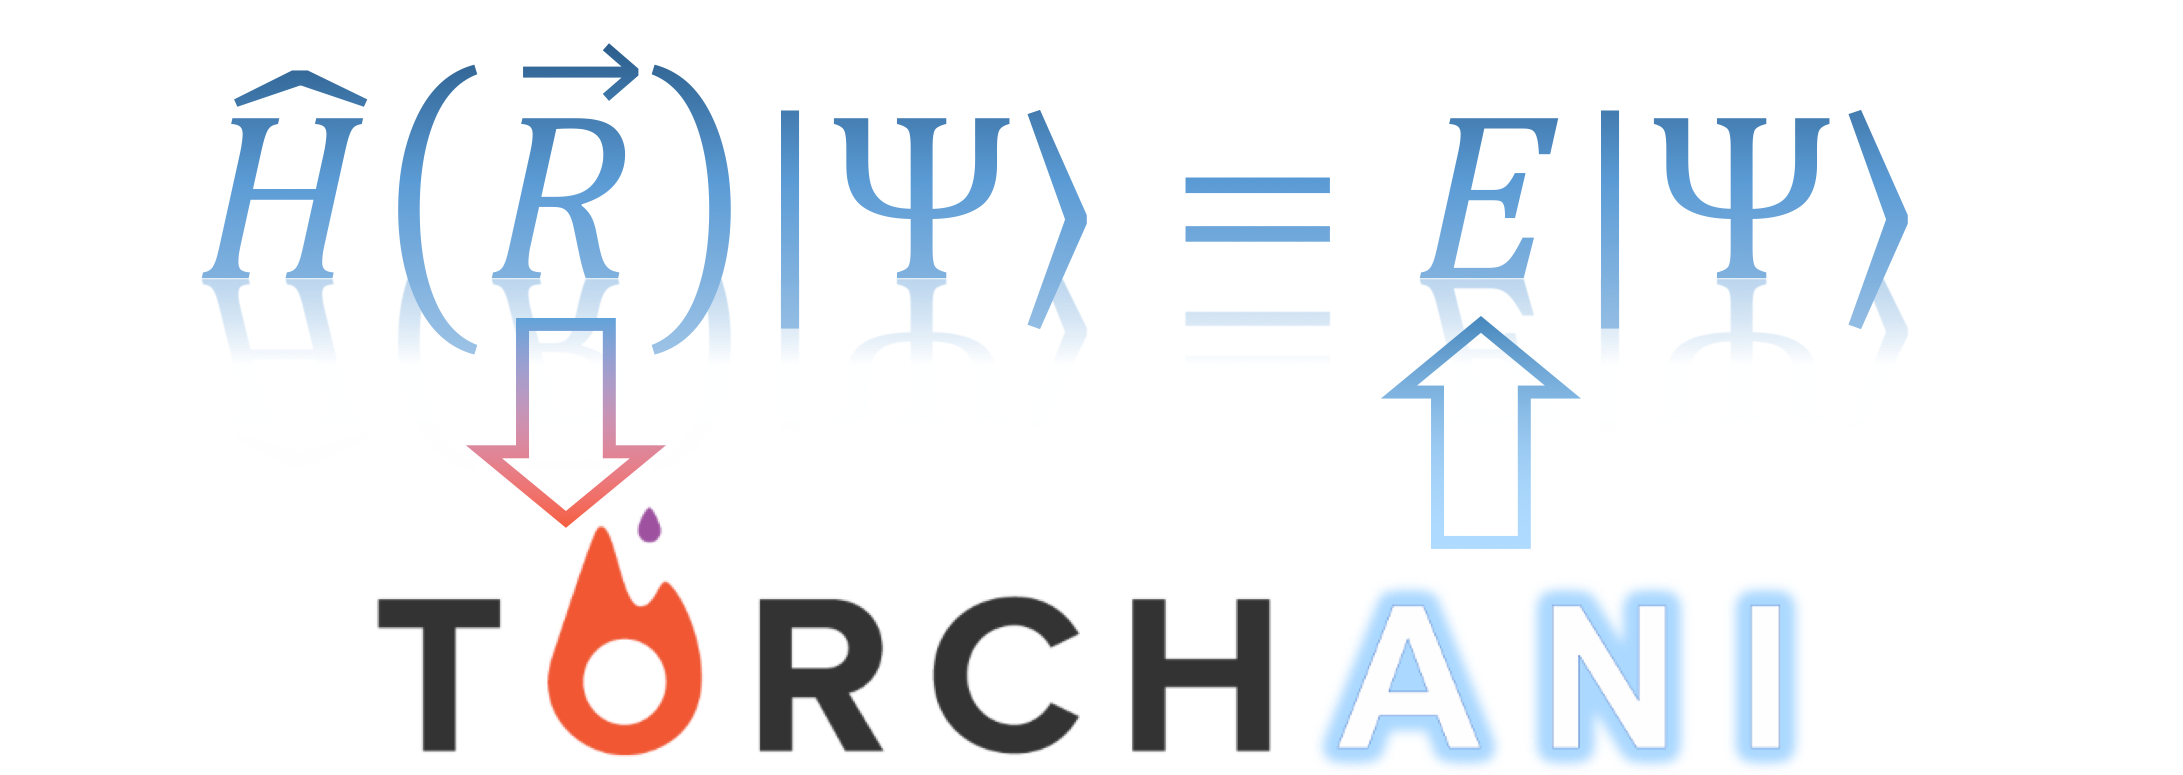 Ĥ(R⃗)|Ψ⟩ = E|Ψ⟩
TORCHANI